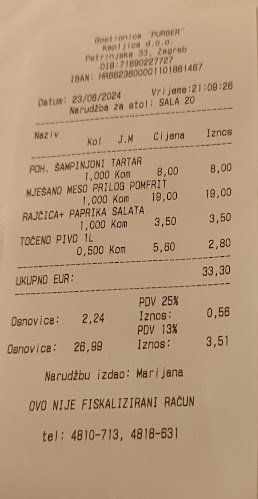 Gostionica "PURGER"
Kapljica d.o.o.
Petrinjska 33, Zagreb
OIB:71990227727
IBAN: HR6623600001101861467
Datum: 23/08/2024 Vrijeme:21:09:26
Narudžba za stol: SALA 20
Naziv
Kol J.M Cijena Iznos
POH. ŠAMPINJONI TARTAR
1,000 Kom 8,00 8,00
MJEŠANO MESO PRILOG POMFRIT
1,000 Kom 19,00 19,00
RAJČICA+ PAPRIKA SALATA
1,000 Kom 3,50 3,50
TOČENO PIVO 1L
0,500 Kom 5,60 2,80
UKUPNO EUR: 33,30
PDV 25%
Osnovica: 2,24 Iznos: 0,56
PDV 13%
Osnovica: 26,99 Iznos: 3,51
Narudžbu izdao: Marijana
OVO NIJE FISKALIZIRANI RAČUN
tel: 4810-713, 4818-631